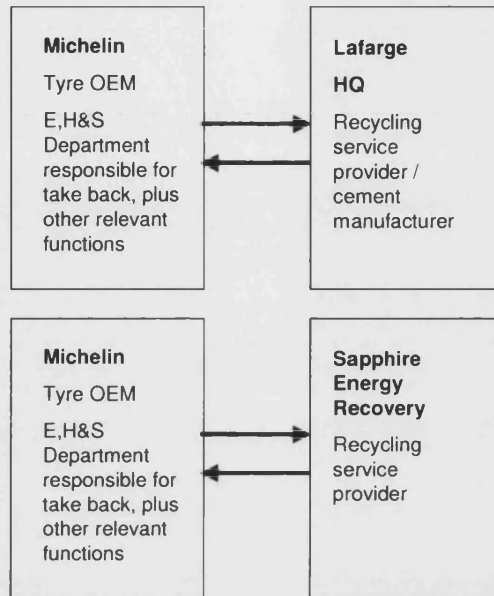 Michelin
Tyre OEM
E,H&S
Department
responsible for
take back, plus
other relevant
functions
Lafarge
HQ
Recycling
service
provider /
cement
manufacturer
Michelin
Tyre OEM
E,H&S
Department
responsible for
take back, plus
other relevant
functions
Sapphire
Energy
Recovery
Recycling
service
provider